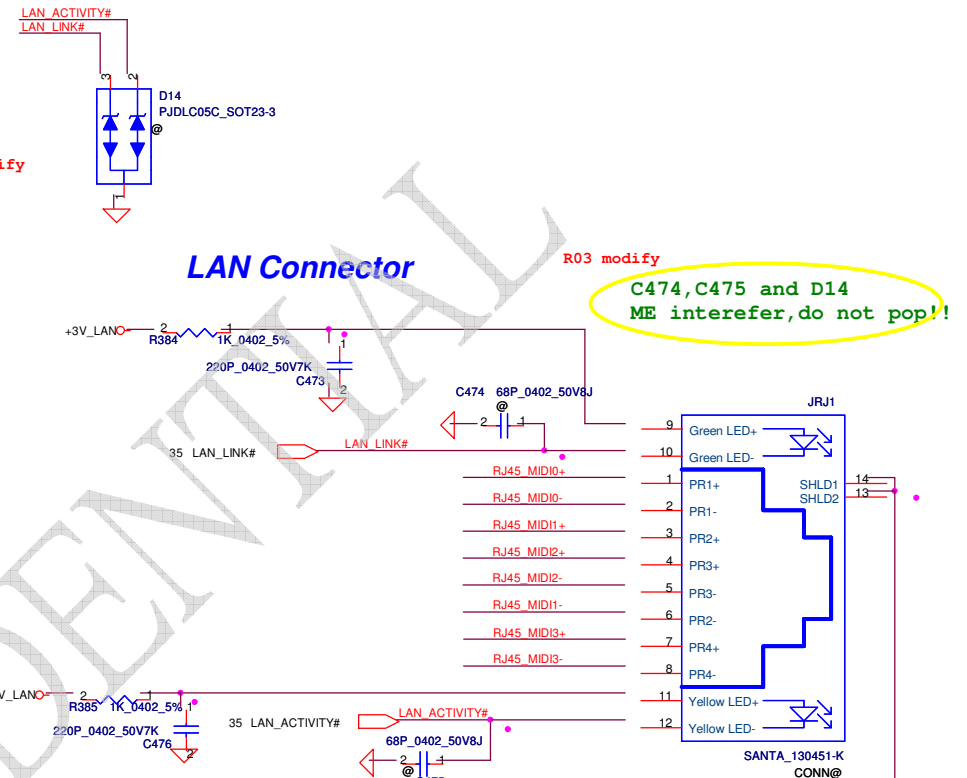 LAN_ACTIVITY#
LAN_LINK#
3 2
D14
PJDLC05C_SOT23-3
@
1
ify
LAN Connector
R03 modify
C474,C475 and D14
ME interefer,do not pop!!
+3V_LAN
2 1
R384 1K_0402_5%
1
220P_0402_50V7K
C473
2
C474 68P_0402_50V8J
@
2 1
JRJ1
35 LAN_LINK#
LAN_LINK#
9 Green LED+
10 Green LED-
RJ45_MIDI0+ 1 PR1+
SHLD1 14
SHLD2 13
RJ45_MIDI0- 2 PR1-
RJ45_MIDI1+ 3 PR2+
RJ45_MIDI2+ 4 PR3+
RJ45_MIDI2- 5 PR3-
RJ45_MIDI1- 6 PR2-
RJ45_MIDI3+ 7 PR4+
RJ45_MIDI3- 8 PR4-
11 Yellow LED+
12 Yellow LED-
V_LAN
2 1
R385 1K_0402_5%
1
220P_0402_50V7K
C476
2
35 LAN_ACTIVITY#
LAN_ACTIVITY#
68P_0402_50V8J
2 1
@
SANTA_130451-K
CONN@
DENTIAL